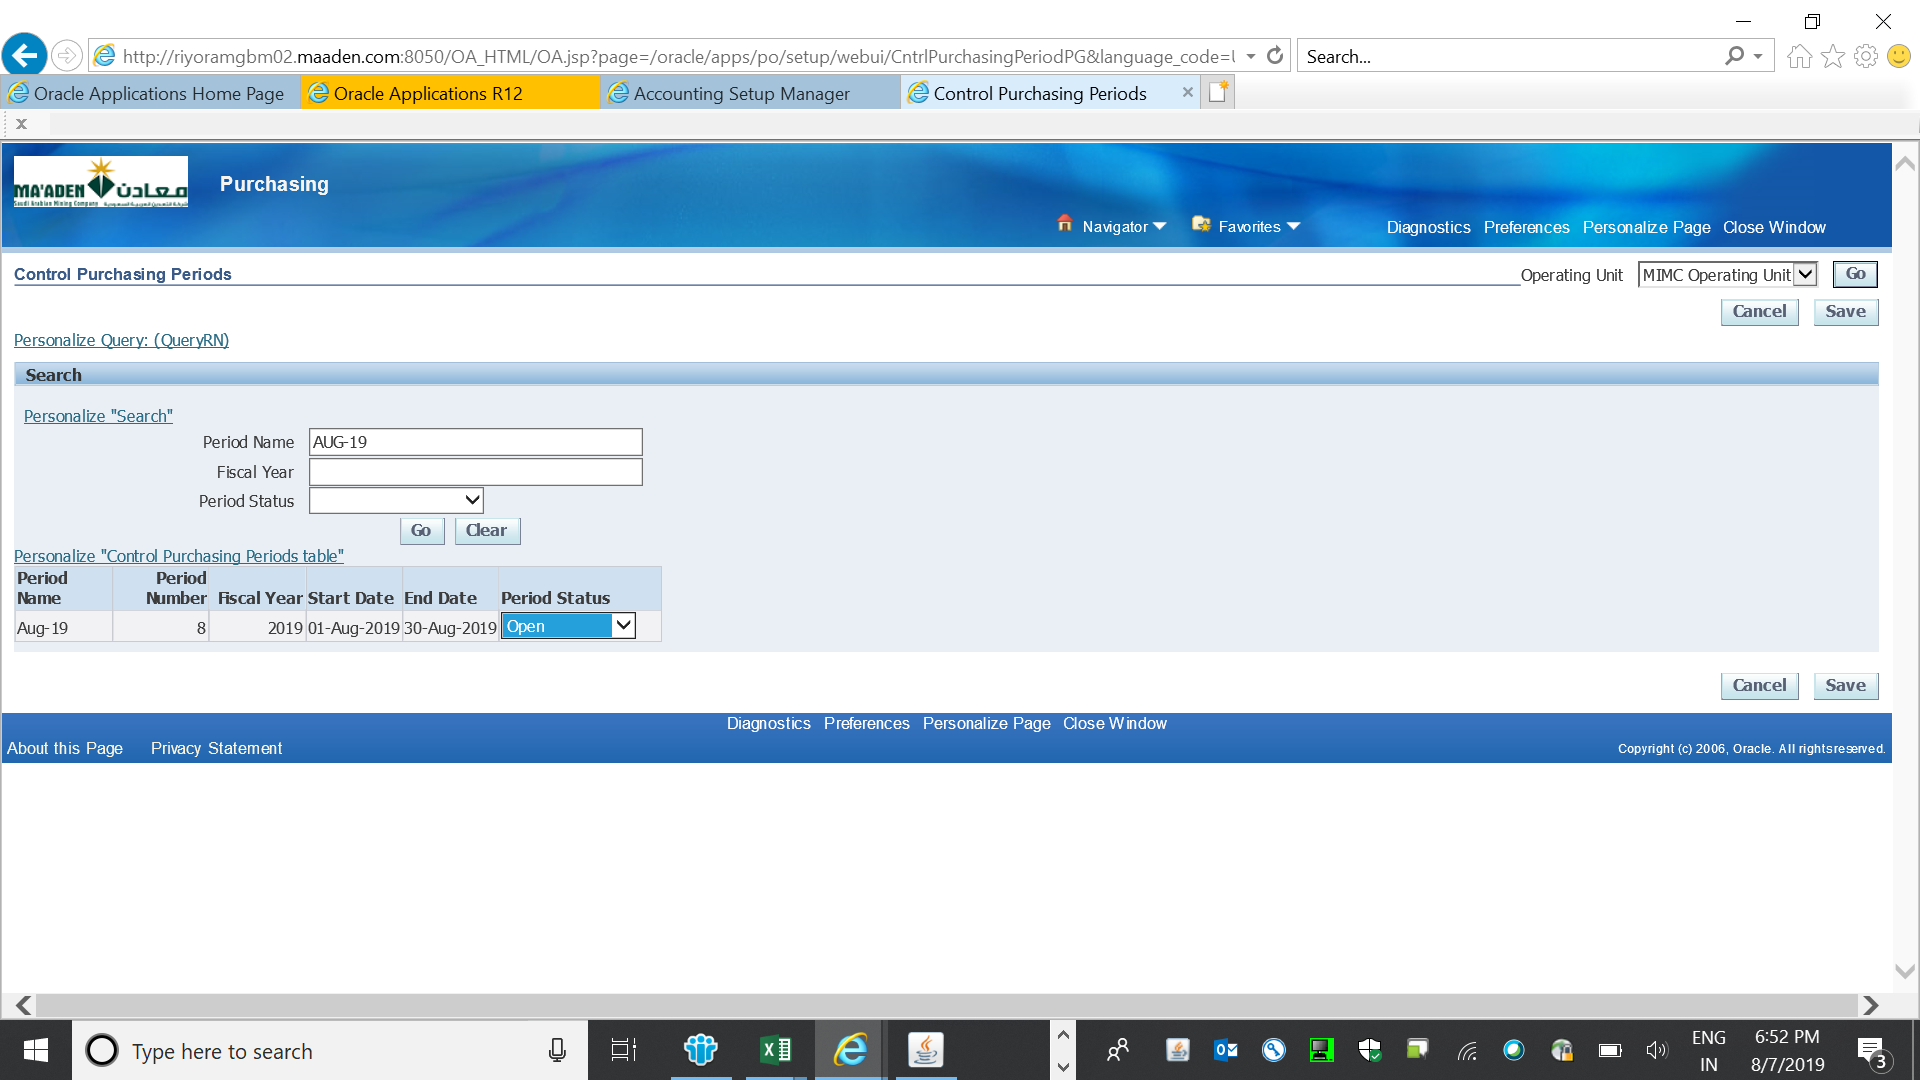 http://riyoramgbm02.maaden.com:8050/OA_HTML/OA.jsp?page=/oracle/apps/po/setup/webui/CntrlPurchasingPeriodPG&language_code=
Search...
Oracle Applications Home Page
Oracle Applications R12
Accounting Setup Manager
Control Purchasing Periods
x
MA'ADEN معادن
Saudi Arabian Mining Company
Purchasing
Navigator Favorites Diagnostics Preferences Personalize Page Close Window
Control Purchasing Periods
Operating Unit MIMC Operating Unit Go
Cancel Save
Personalize Query: (QueryRN)
Search
Personalize "Search"
Period Name AUG-19
Fiscal Year
Period Status
Go Clear
Personalize "Control Purchasing Periods table"
Period Name Period Number Fiscal Year Start Date End Date Period Status
Aug-19 8 2019 01-Aug-2019 30-Aug-2019 Open
Cancel Save
Diagnostics Preferences Personalize Page Close Window
About this Page Privacy Statement
Copyright (c) 2006, Oracle. All rights reserved.
Type here to search
ENG
IN
6:52 PM
8/7/2019
3